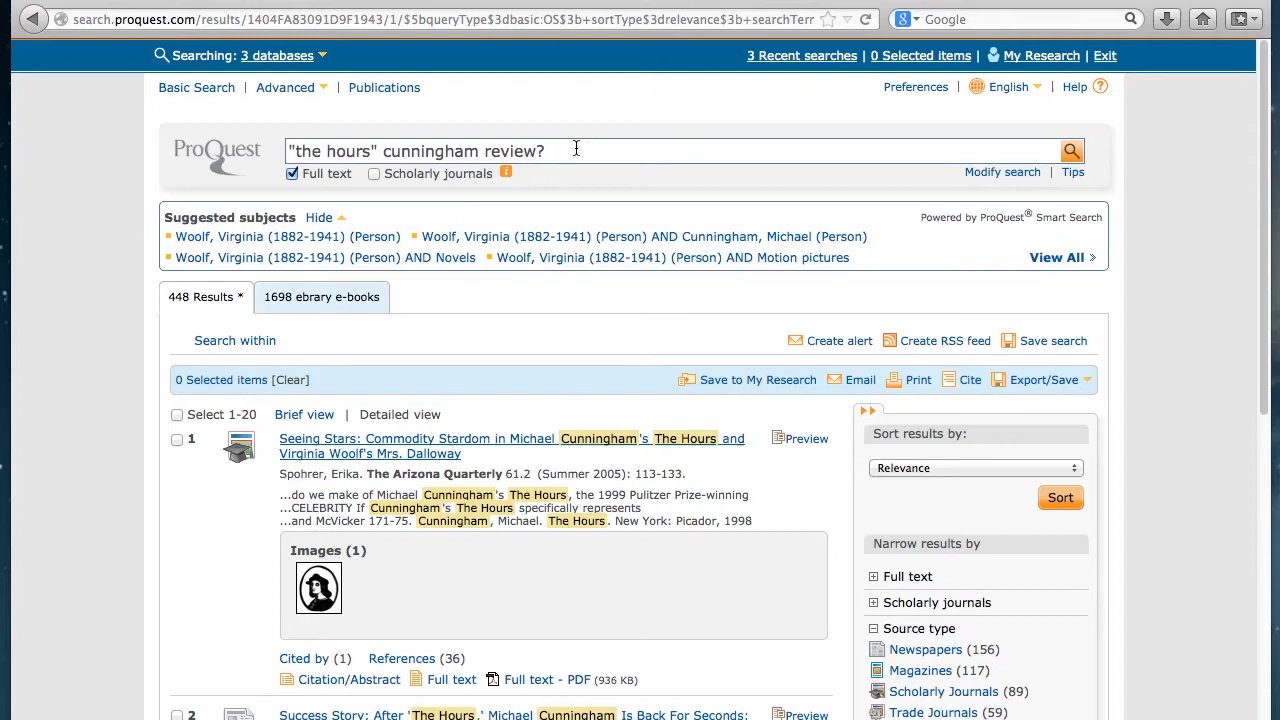 search.proquest.com/results/1404FA83091D9F1943/1/$5bqueryType$3dbasic:OS$3b+sortType$3drelevance$3b+searchTerr
Google
Searching: 3 databases
3 Recent searches | 0 Selected items | My Research | Exit
Basic Search | Advanced | Publications
Preferences | English | Help ?
ProQuest
"the hours" cunningham review?
Full text Scholarly journals i
Modify search | Tips
Suggested subjects Hide
Powered by ProQuest® Smart Search
Woolf, Virginia (1882-1941) (Person) Woolf, Virginia (1882-1941) (Person) AND Cunningham, Michael (Person)
Woolf, Virginia (1882-1941) (Person) AND Novels Woolf, Virginia (1882-1941) (Person) AND Motion pictures
View All »
448 Results * 1698 ebrary e-books
Search within
Create alert Create RSS feed Save search
0 Selected items [Clear]
Save to My Research Email Print Cite Export/Save
Select 1-20 Brief view | Detailed view
1
Seeing Stars: Commodity Stardom in Michael Cunningham's The Hours and
Virginia Woolf's Mrs. Dalloway
Preview
Spohrer, Erika. The Arizona Quarterly 61.2 (Summer 2005): 113-133.
...do we make of Michael Cunningham's The Hours, the 1999 Pulitzer Prize-winning
...CELEBRITY If Cunningham's The Hours specifically represents
...and McVicker 171-75. Cunningham, Michael. The Hours. New York: Picador, 1998
Images (1)
Cited by (1) References (36)
Citation/Abstract Full text Full text - PDF (936 KB)
2
Success Story: After 'The Hours,' Michael Cunningham Is Back For Seconds:
Preview
Sort results by:
Relevance
Sort
Narrow results by
Full text
Scholarly journals
Source type
Newspapers (156)
Magazines (117)
Scholarly Journals (89)
Trade Journals (59)